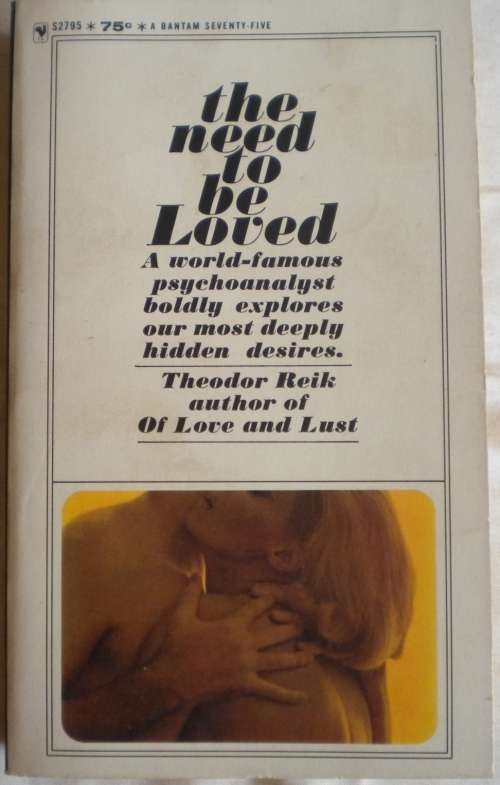 S2795 * 75¢ * A BANTAM SEVENTY-FIVE
the
need
to
be
Loved
A world-famous
psychoanalyst
boldly explores
our most deeply
hidden desires.
Theodor Reik
author of
Of Love and Lust